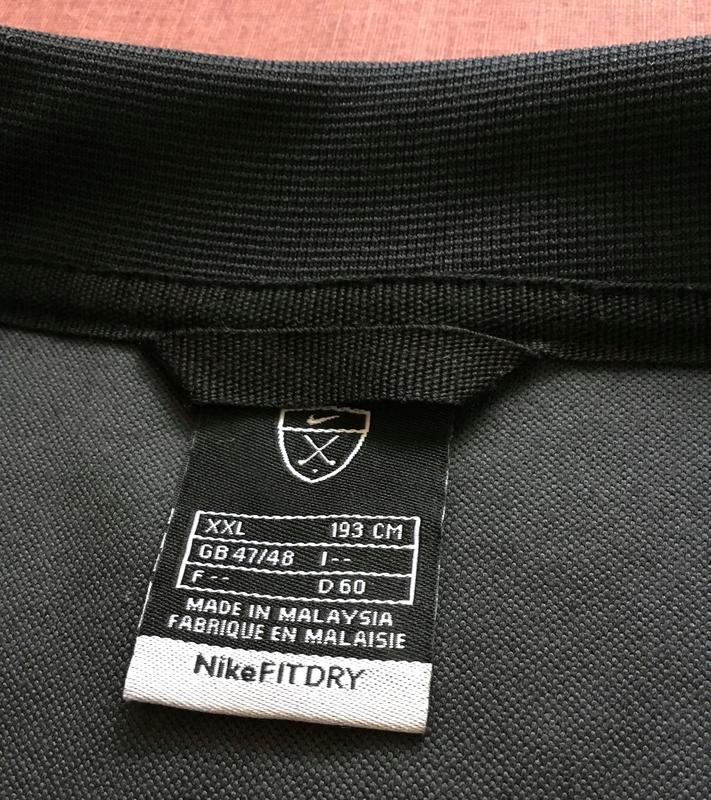 XXL 193 CM
GB 47/48 I--
F-- D 60
MADE IN MALAYSIA
FABRIQUE EN MALAISIE
NikeFITDRY